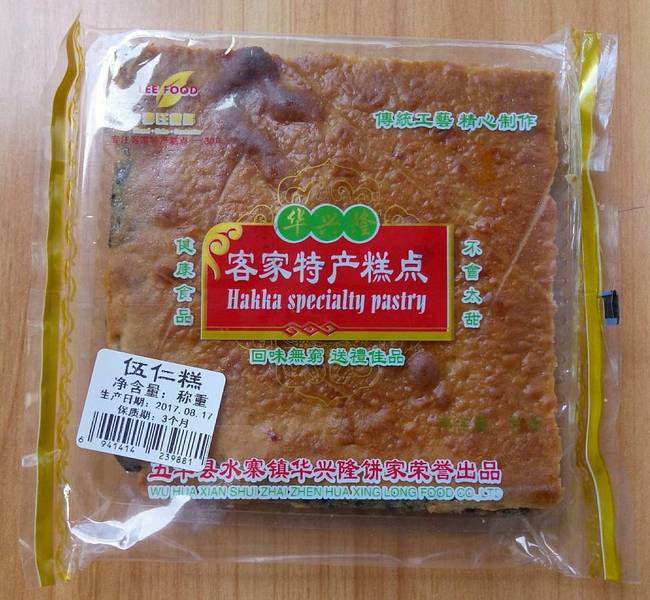 LEE FOOD
傳統工藝 精心制作
华兴隆
健康食品
客家特产糕点
Hakka specialty pastry
不會太甜
回味無窮 送禮佳品
伍仁糕
净含量：称重
生产日期：2017.08.17
保质期：3个月
6 941414 239881
五华县水寨镇华兴隆饼家荣誉出品
WU HUA XIAN SHUI ZHAI ZHEN HUA XING LONG FOOD CO.,LTD